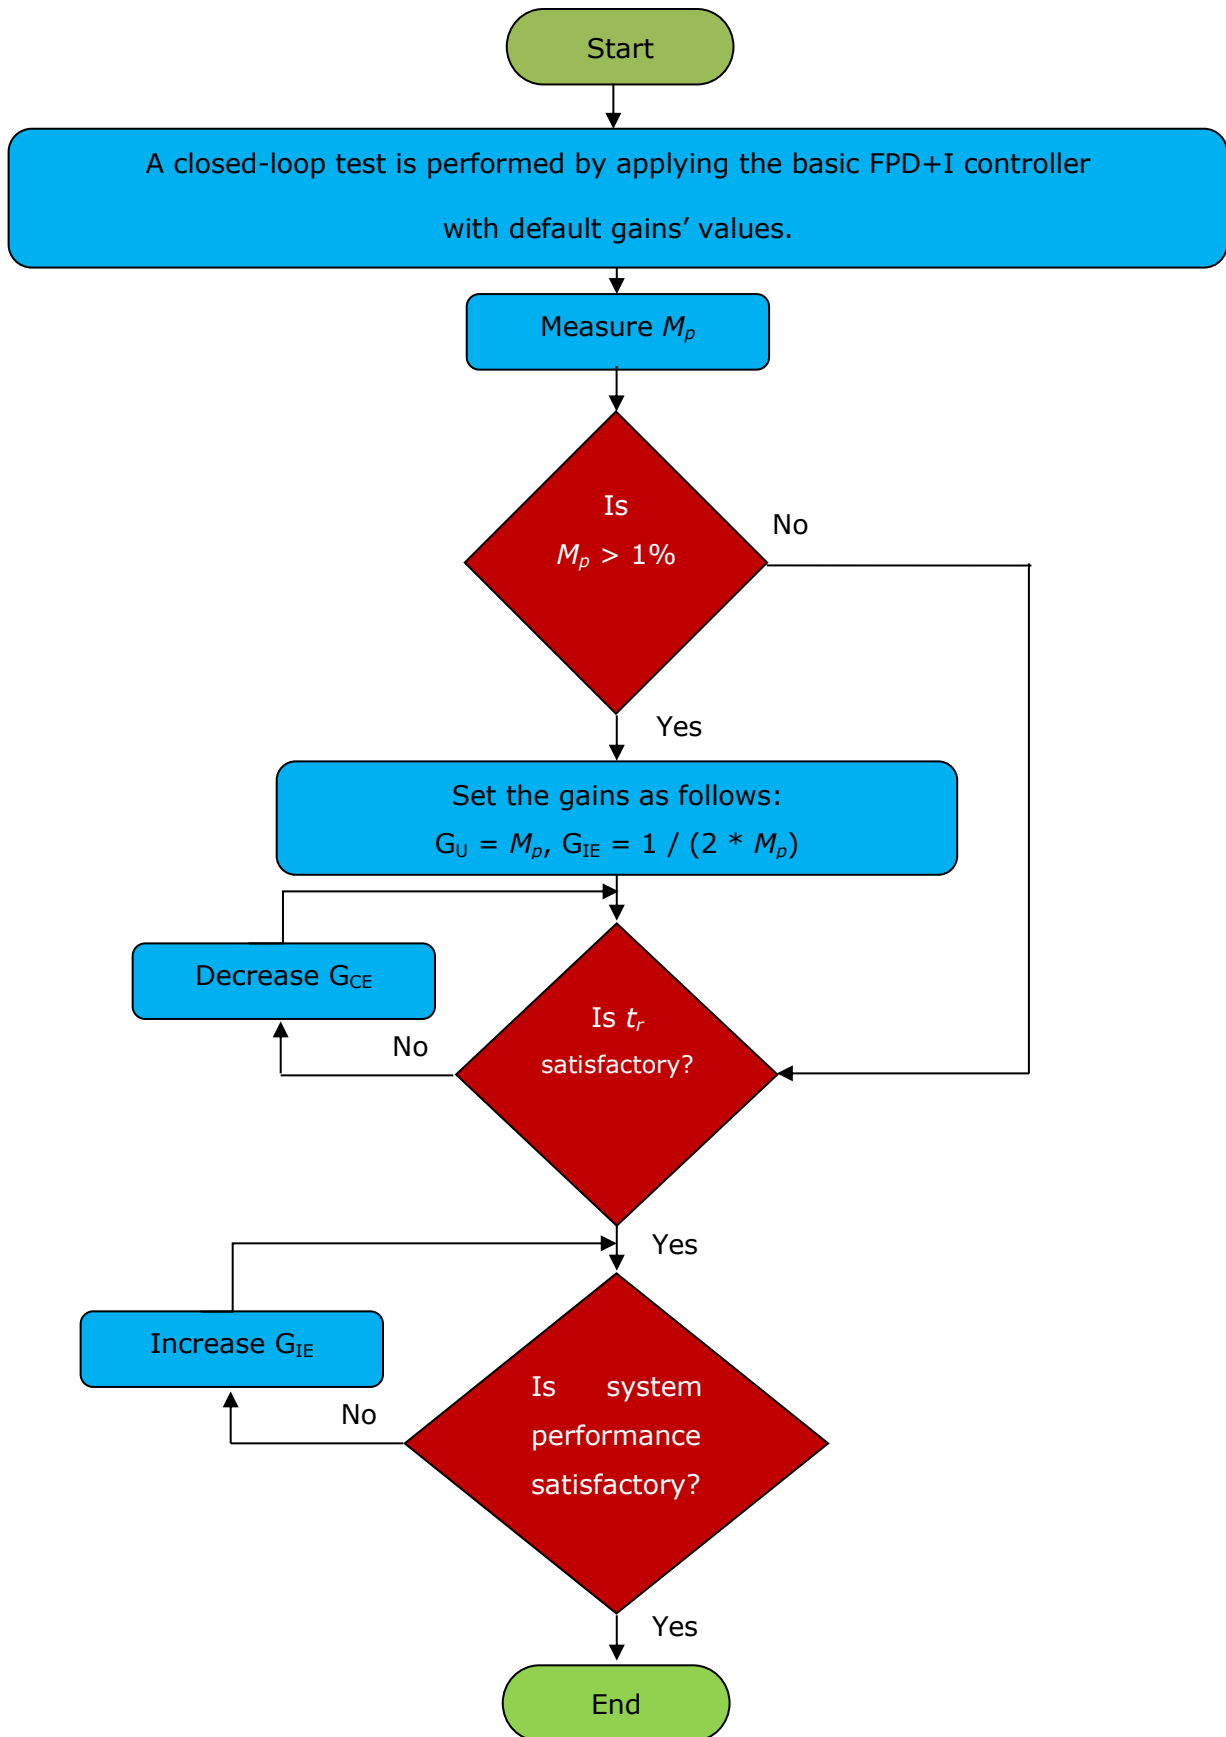 Start
A closed-loop test is performed by applying the basic FPD+I controller
with default gains’ values.
Measure Mp
Is
Mp > 1%
No
Yes
Set the gains as follows:
GU = Mp, GIE = 1 / (2 * Mp)
Decrease GCE
No
Is tr
satisfactory?
Yes
Increase GIE
No
Is system
performance
satisfactory?
Yes
End